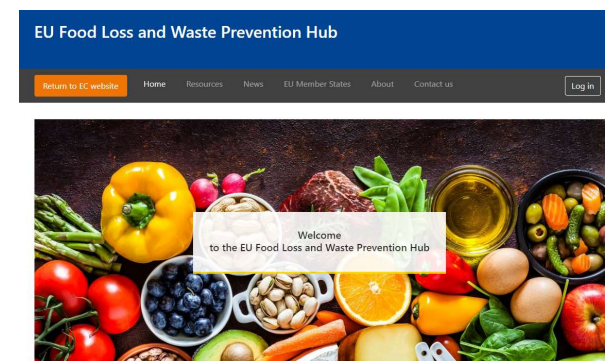 EU Food Loss and Waste Prevention Hub
Return to EC website Home Resources News EU Member States About Contact us Log in
Welcome
to the EU Food Loss and Waste Prevention Hub